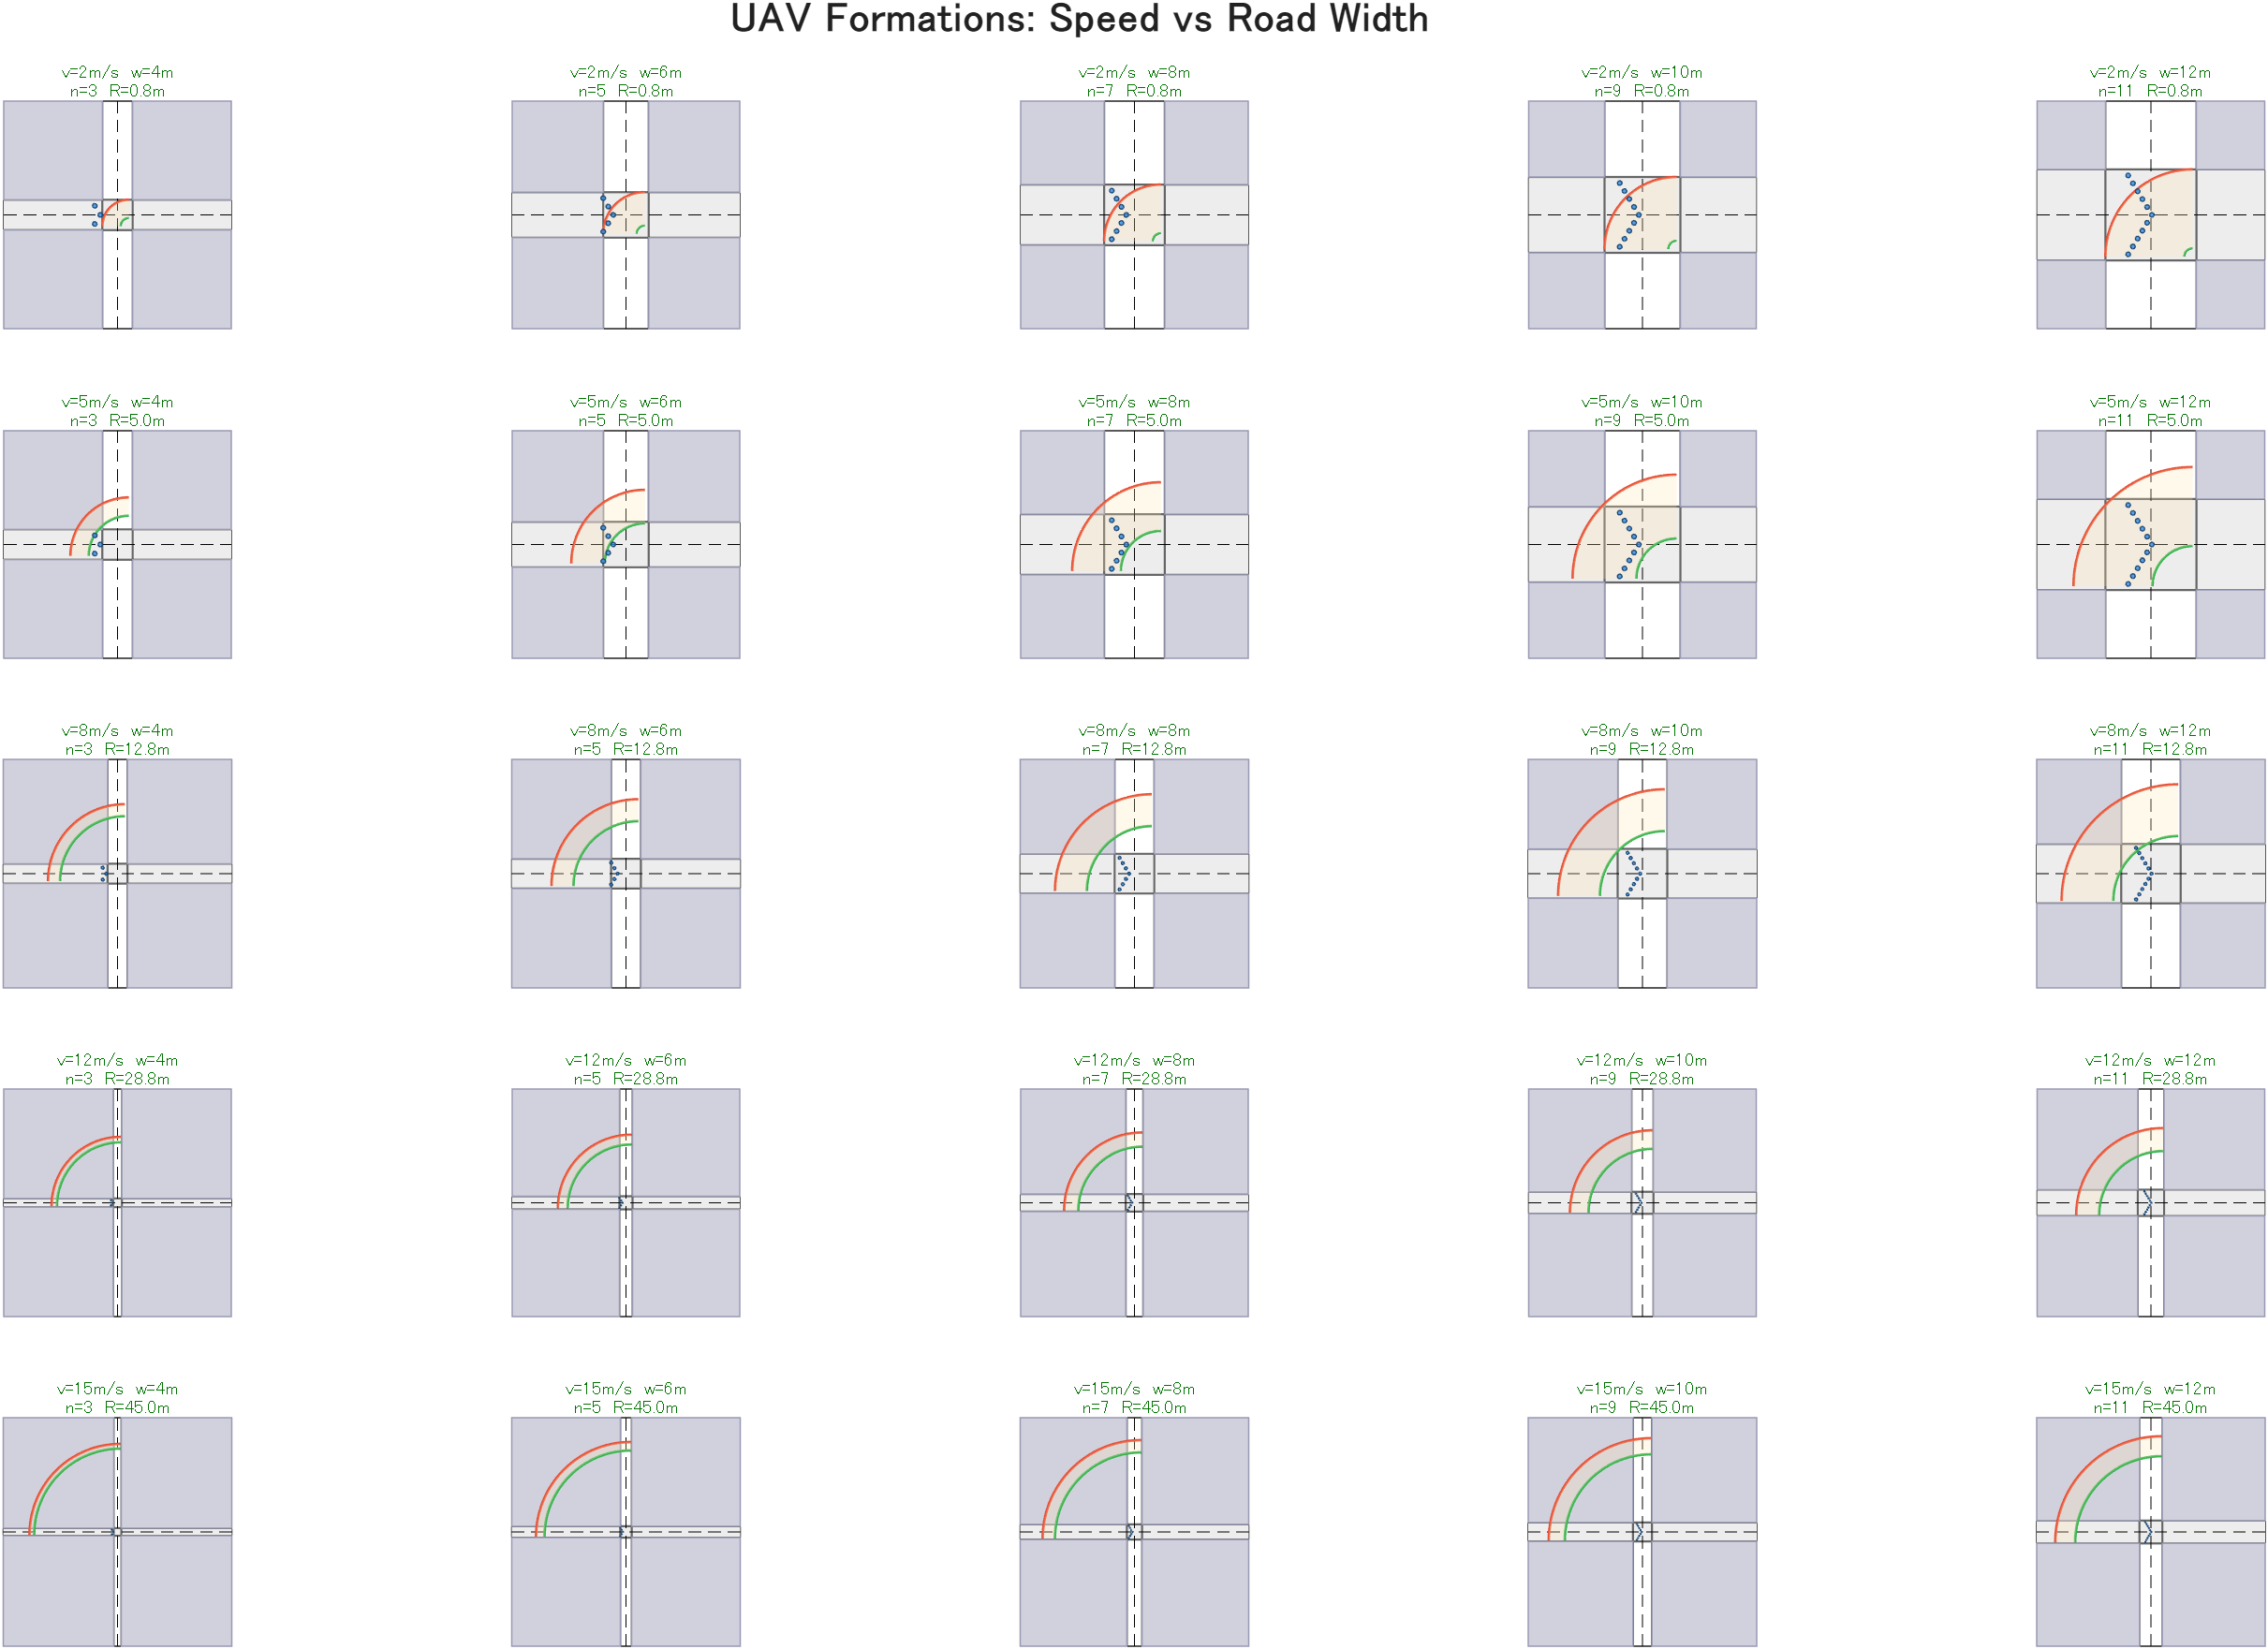 UAV Formations: Speed vs Road Width
v=2m/s w=4m
n=3 R=0.8m
v=2m/s w=6m
n=5 R=0.8m
v=2m/s w=8m
n=7 R=0.8m
v=2m/s w=10m
n=9 R=0.8m
v=2m/s w=12m
n=11 R=0.8m
v=5m/s w=4m
n=3 R=5.0m
v=5m/s w=6m
n=5 R=5.0m
v=5m/s w=8m
n=7 R=5.0m
v=5m/s w=10m
n=9 R=5.0m
v=5m/s w=12m
n=11 R=5.0m
v=8m/s w=4m
n=3 R=12.8m
v=8m/s w=6m
n=5 R=12.8m
v=8m/s w=8m
n=7 R=12.8m
v=8m/s w=10m
n=9 R=12.8m
v=8m/s w=12m
n=11 R=12.8m
v=12m/s w=4m
n=3 R=28.8m
v=12m/s w=6m
n=5 R=28.8m
v=12m/s w=8m
n=7 R=28.8m
v=12m/s w=10m
n=9 R=28.8m
v=12m/s w=12m
n=11 R=28.8m
v=15m/s w=4m
n=3 R=45.0m
v=15m/s w=6m
n=5 R=45.0m
v=15m/s w=8m
n=7 R=45.0m
v=15m/s w=10m
n=9 R=45.0m
v=15m/s w=12m
n=11 R=45.0m